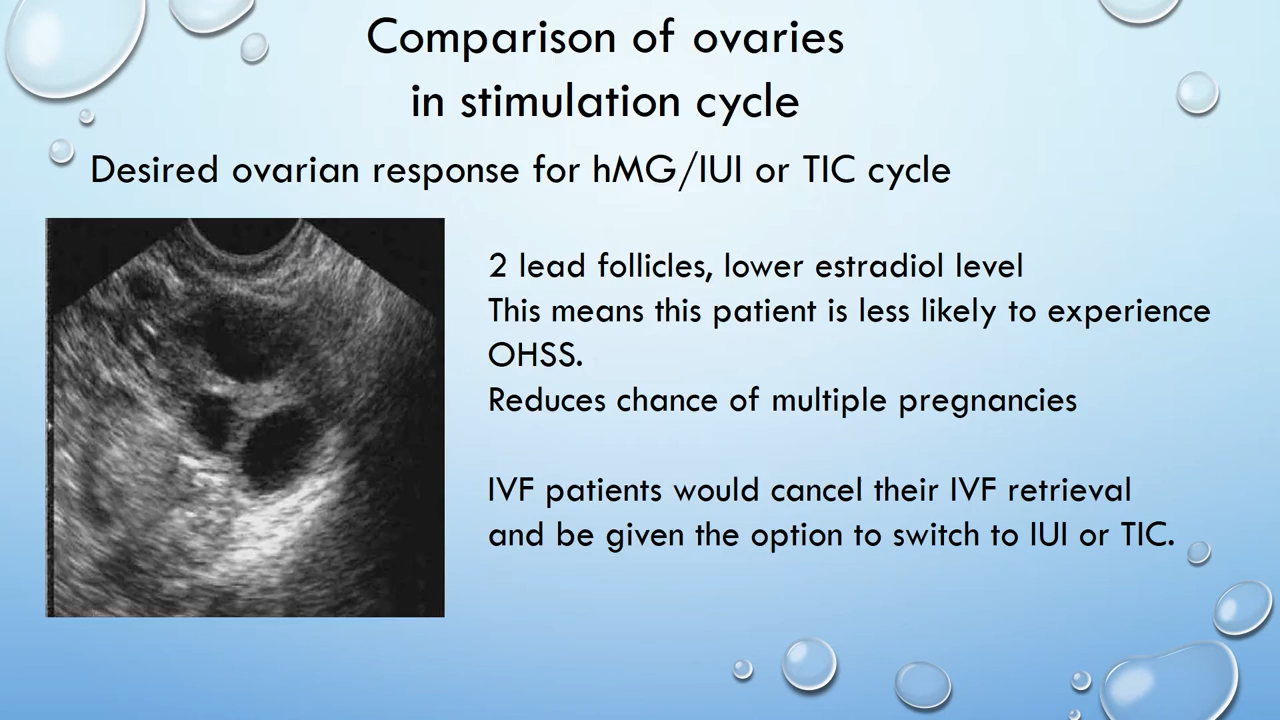 Comparison of ovaries
in stimulation cycle
Desired ovarian response for hMG/IUI or TIC cycle
2 lead follicles, lower estradiol level
This means this patient is less likely to experience
OHSS.
Reduces chance of multiple pregnancies
IVF patients would cancel their IVF retrieval
and be given the option to switch to IUI or TIC.